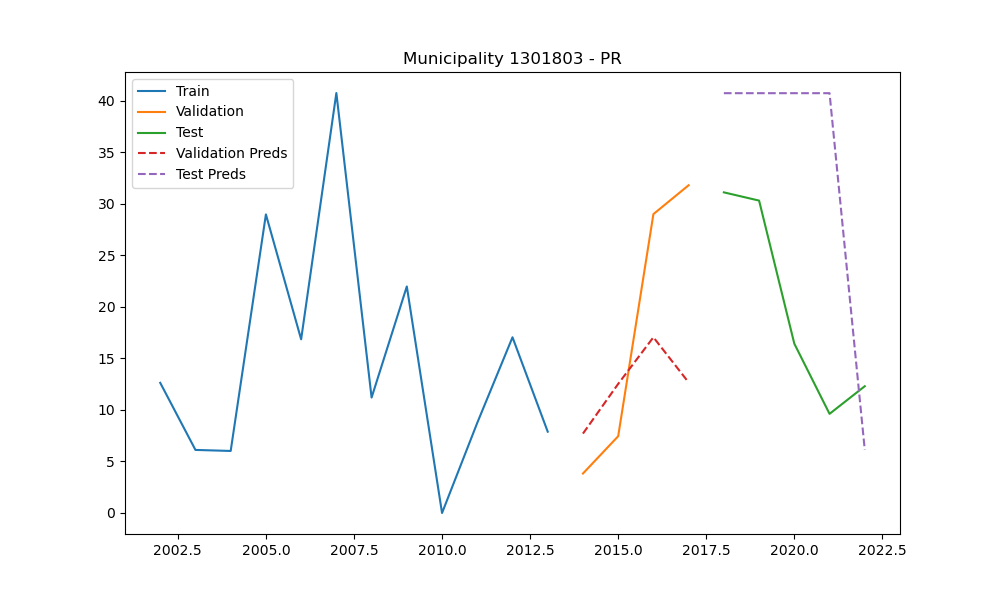 Municipality 1301803 - PR
Train
Validation
Test
Validation Preds
Test Preds
40
35
30
25
20
15
10
5
0
2002.5 2005.0 2007.5 2010.0 2012.5 2015.0 2017.5 2020.0 2022.5